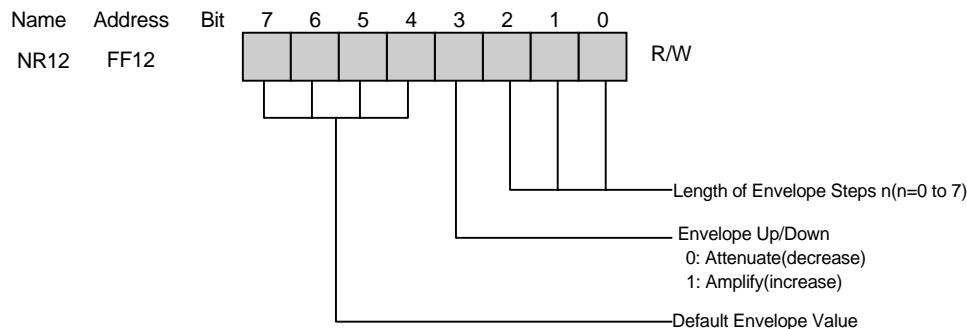 Name Address Bit 7 6 5 4 3 2 1 0
NR12 FF12 R/W
Length of Envelope Steps n(n=0 to 7)
Envelope Up/Down
0: Attenuate(decrease)
1: Amplify(increase)
Default Envelope Value